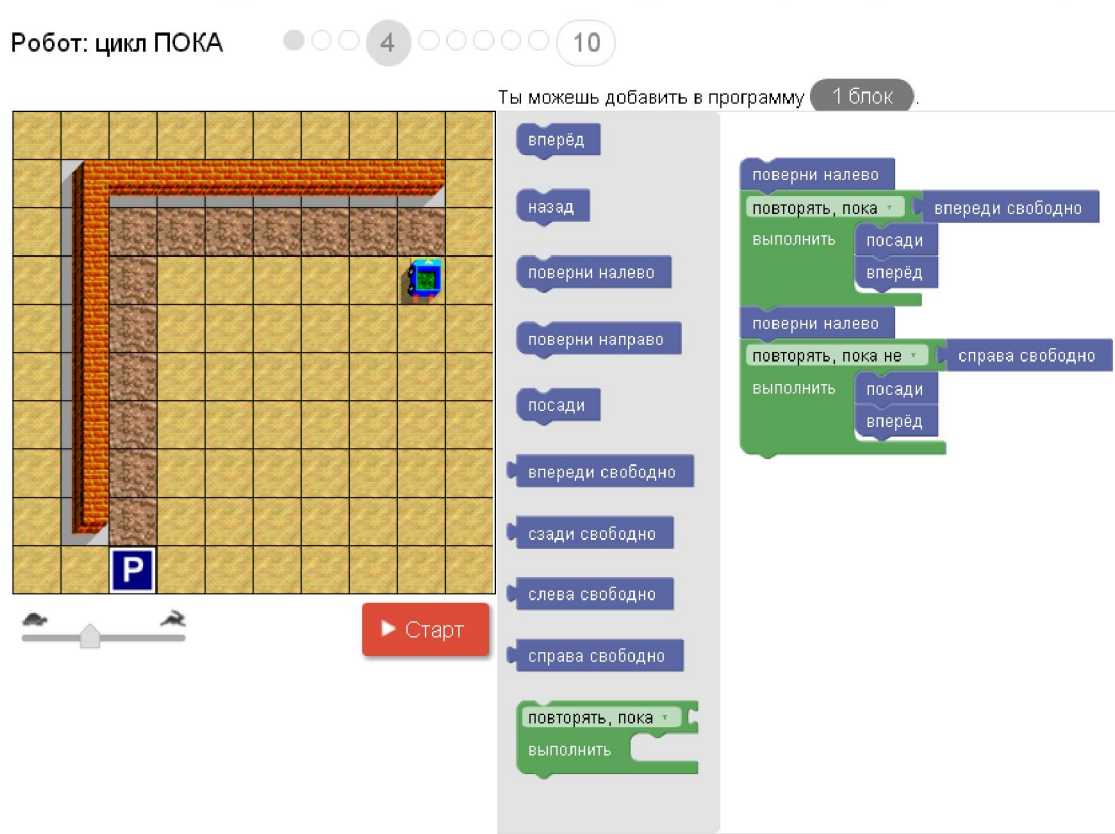 Робот: цикл ПОКА
4
10
Ты можешь добавить в программу 1 блок.
вперёд
назад
поверни налево
поверни направо
посади
впереди свободно
сзади свободно
слева свободно
справа свободно
повторять, пока
выполнить
поверни налево
повторять, пока впереди свободно
выполнить посади
вперёд
поверни налево
повторять, пока не справа свободно
выполнить посади
вперёд
P
Старт